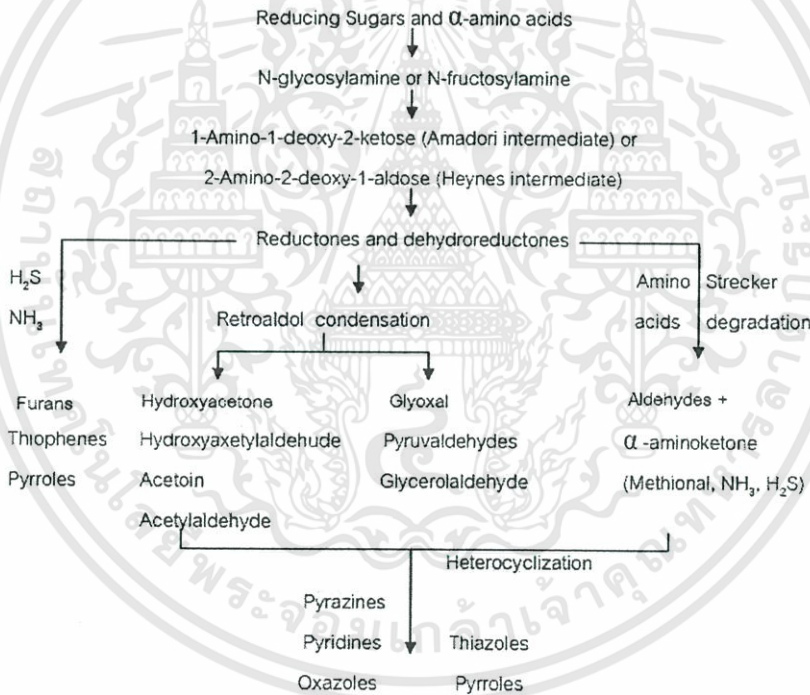 Reducing Sugars and α-amino acids
N-glycosylamine or N-fructosylamine
1-Amino-1-deoxy-2-ketose (Amadori intermediate) or
2-Amino-2-deoxy-1-aldose (Heynes intermediate)
Reductones and dehydroreductones
H₂S
NH₃
Amino Strecker
acids degradation
Retroaldol condensation
Furans
Thiophenes
Pyrroles
Hydroxyacetone
Hydroxyaxetylaldehude
Acetoin
Acetylaldehyde
Glyoxal
Pyruvaldehydes
Glycerolaldehyde
Aldehydes +
α-aminoketone
(Methional, NH₃, H₂S)
Heterocyclization
Pyrazines
Pyridines Thiazoles
Oxazoles Pyrroles